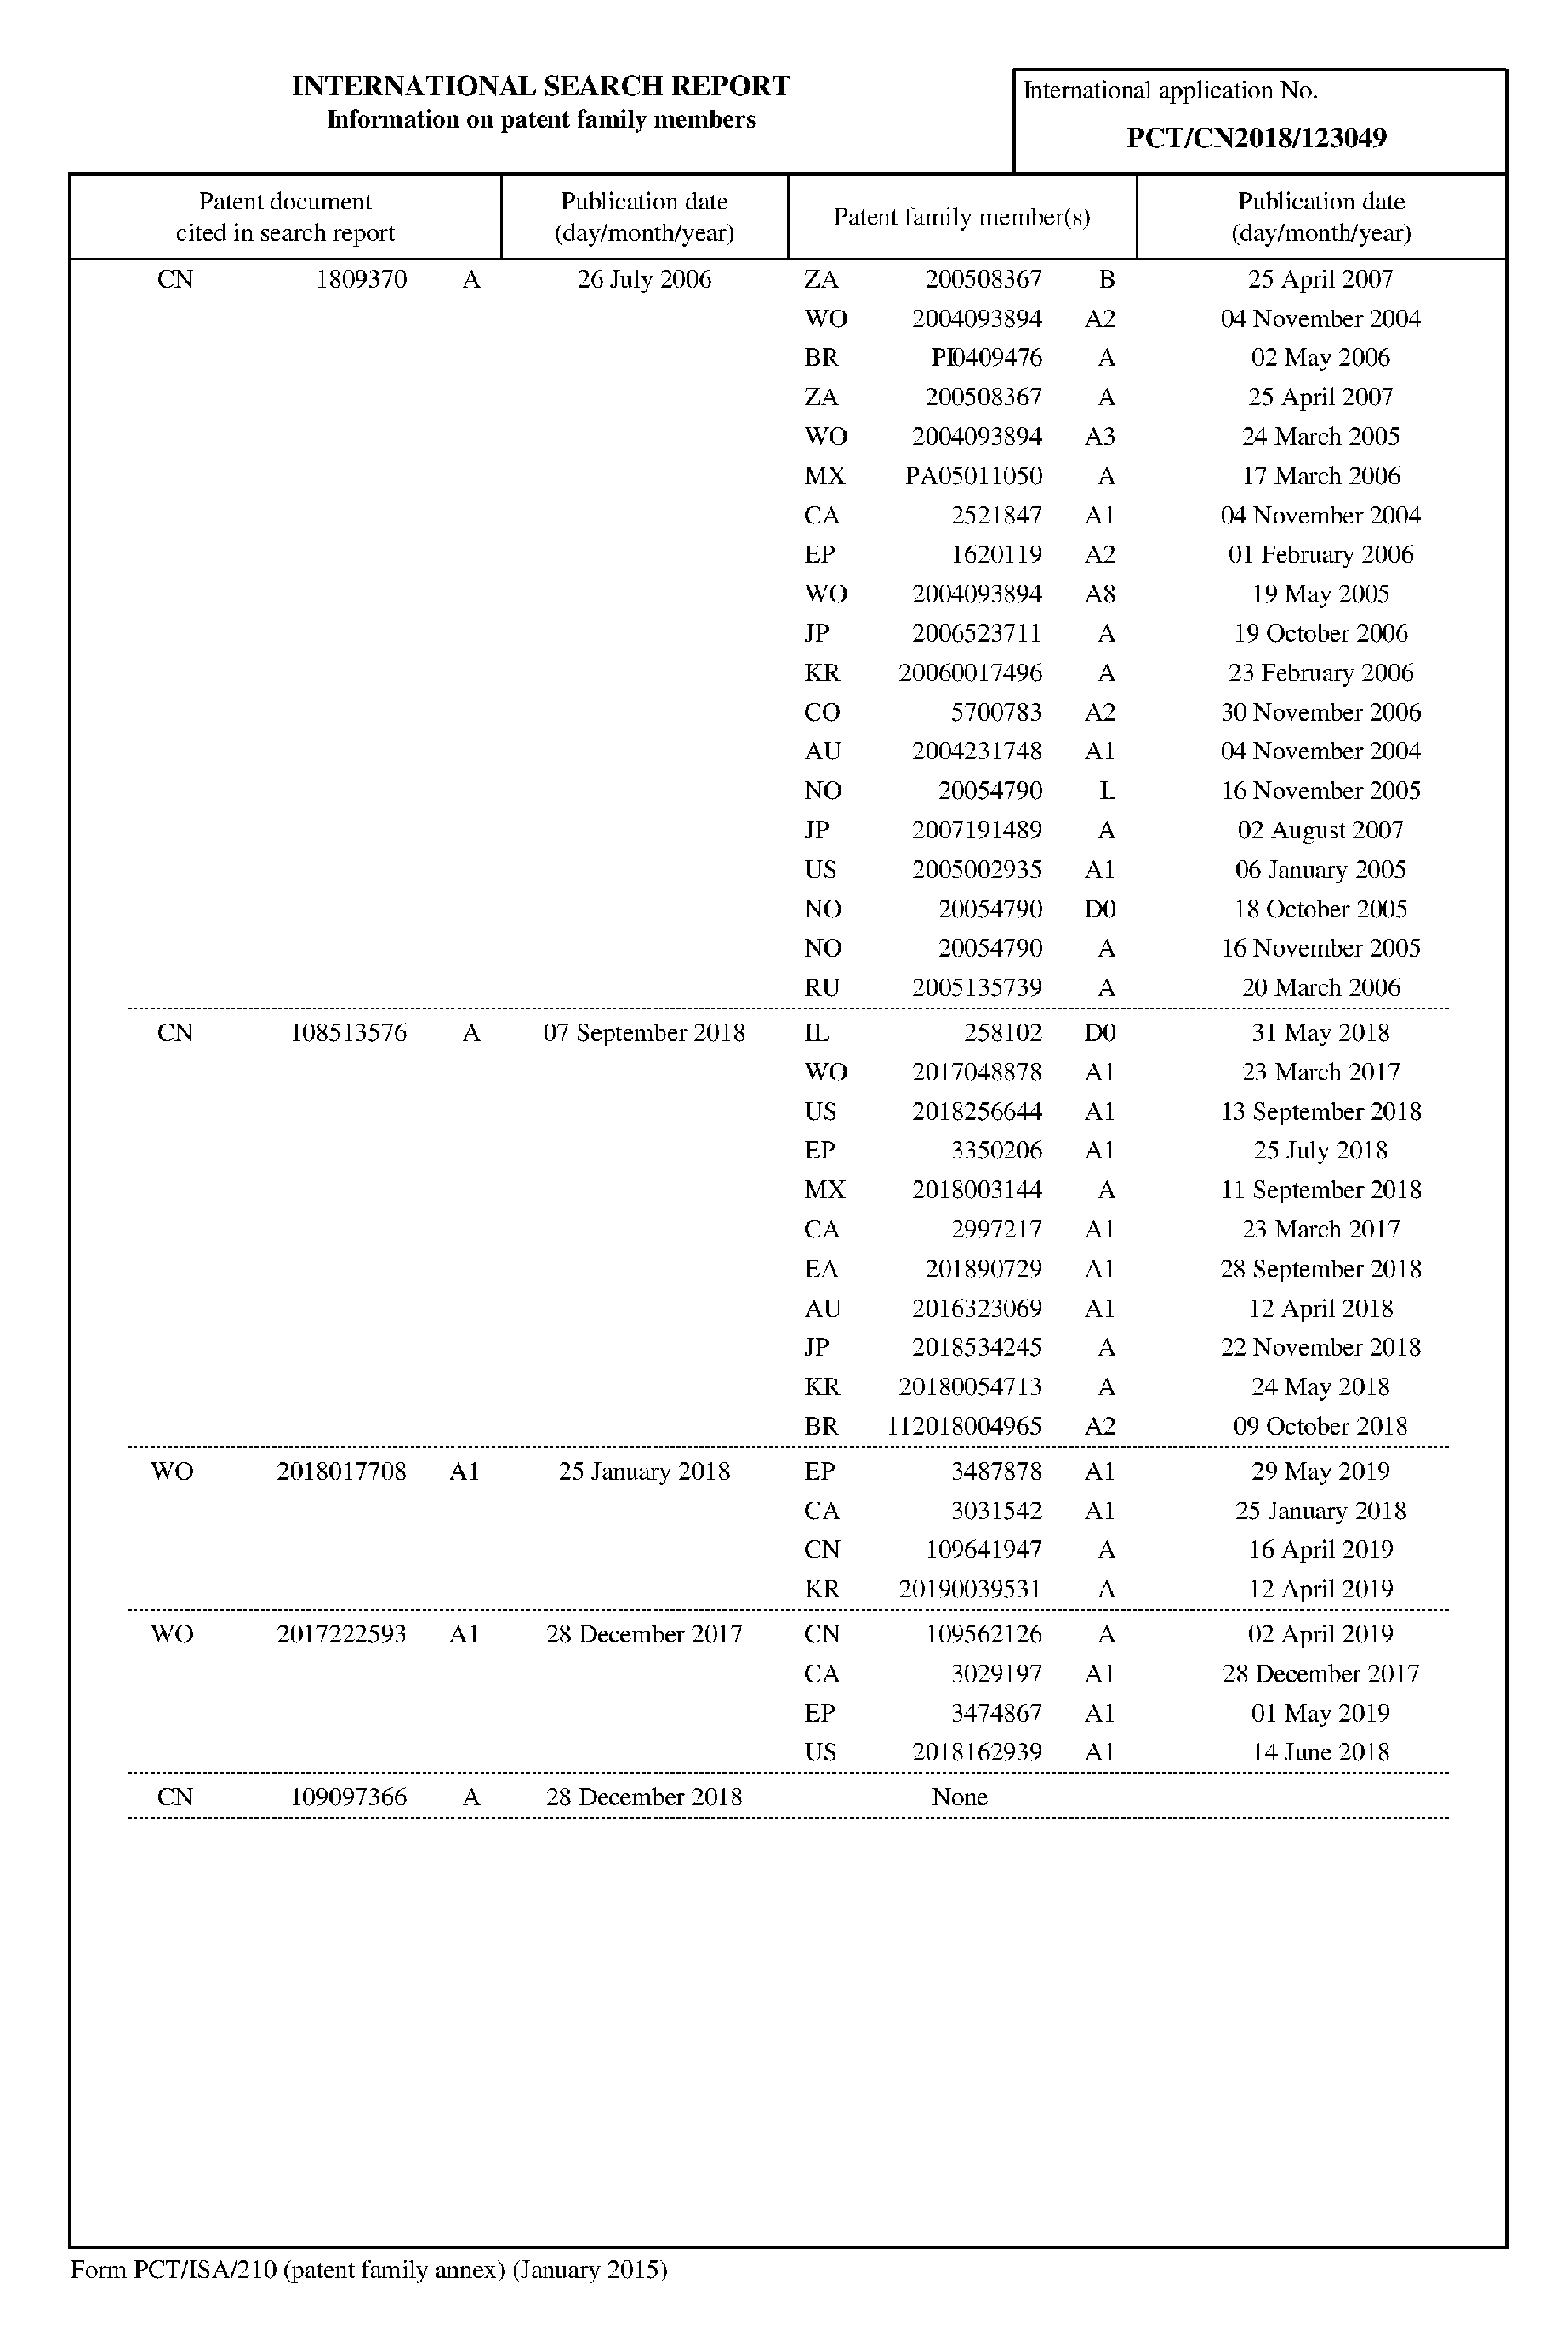 INTERNATIONAL SEARCH REPORT
Information on patent family members
International application No.
PCT/CN2018/123049
Patent document
cited in search report
Publication date
(day/month/year)
Patent family member(s)
Publication date
(day/month/year)
CN 1809370 A 26 July 2006 ZA 200508367 B 25 April 2007
WO 2004093894 A2 04 November 2004
BR PI0409476 A 02 May 2006
ZA 200508367 A 25 April 2007
WO 2004093894 A3 24 March 2005
MX PA05011050 A 17 March 2006
CA 2521847 A1 04 November 2004
EP 1620119 A2 01 February 2006
WO 2004093894 A8 19 May 2005
JP 2006523711 A 19 October 2006
KR 20060017496 A 23 February 2006
CO 5700783 A2 30 November 2006
AU 2004231748 A1 04 November 2004
NO 20054790 L 16 November 2005
JP 2007191489 A 02 August 2007
US 2005002935 A1 06 January 2005
NO 20054790 D0 18 October 2005
NO 20054790 A 16 November 2005
RU 2005135739 A 20 March 2006
CN 108513576 A 07 September 2018 IL 258102 D0 31 May 2018
WO 2017048878 A1 23 March 2017
US 2018256644 A1 13 September 2018
EP 3350206 A1 25 July 2018
MX 2018003144 A 11 September 2018
CA 2997217 A1 23 March 2017
EA 201890729 A1 28 September 2018
AU 2016323069 A1 12 April 2018
JP 2018534245 A 22 November 2018
KR 20180054713 A 24 May 2018
BR 112018004965 A2 09 October 2018
WO 2018017708 A1 25 January 2018 EP 3487878 A1 29 May 2019
CA 3031542 A1 25 January 2018
CN 109641947 A 16 April 2019
KR 20190039531 A 12 April 2019
WO 2017222593 A1 28 December 2017 CN 109562126 A 02 April 2019
CA 3029197 A1 28 December 2017
EP 3474867 A1 01 May 2019
US 2018162939 A1 14 June 2018
CN 109097366 A 28 December 2018 None
Form PCT/ISA/210 (patent family annex) (January 2015)